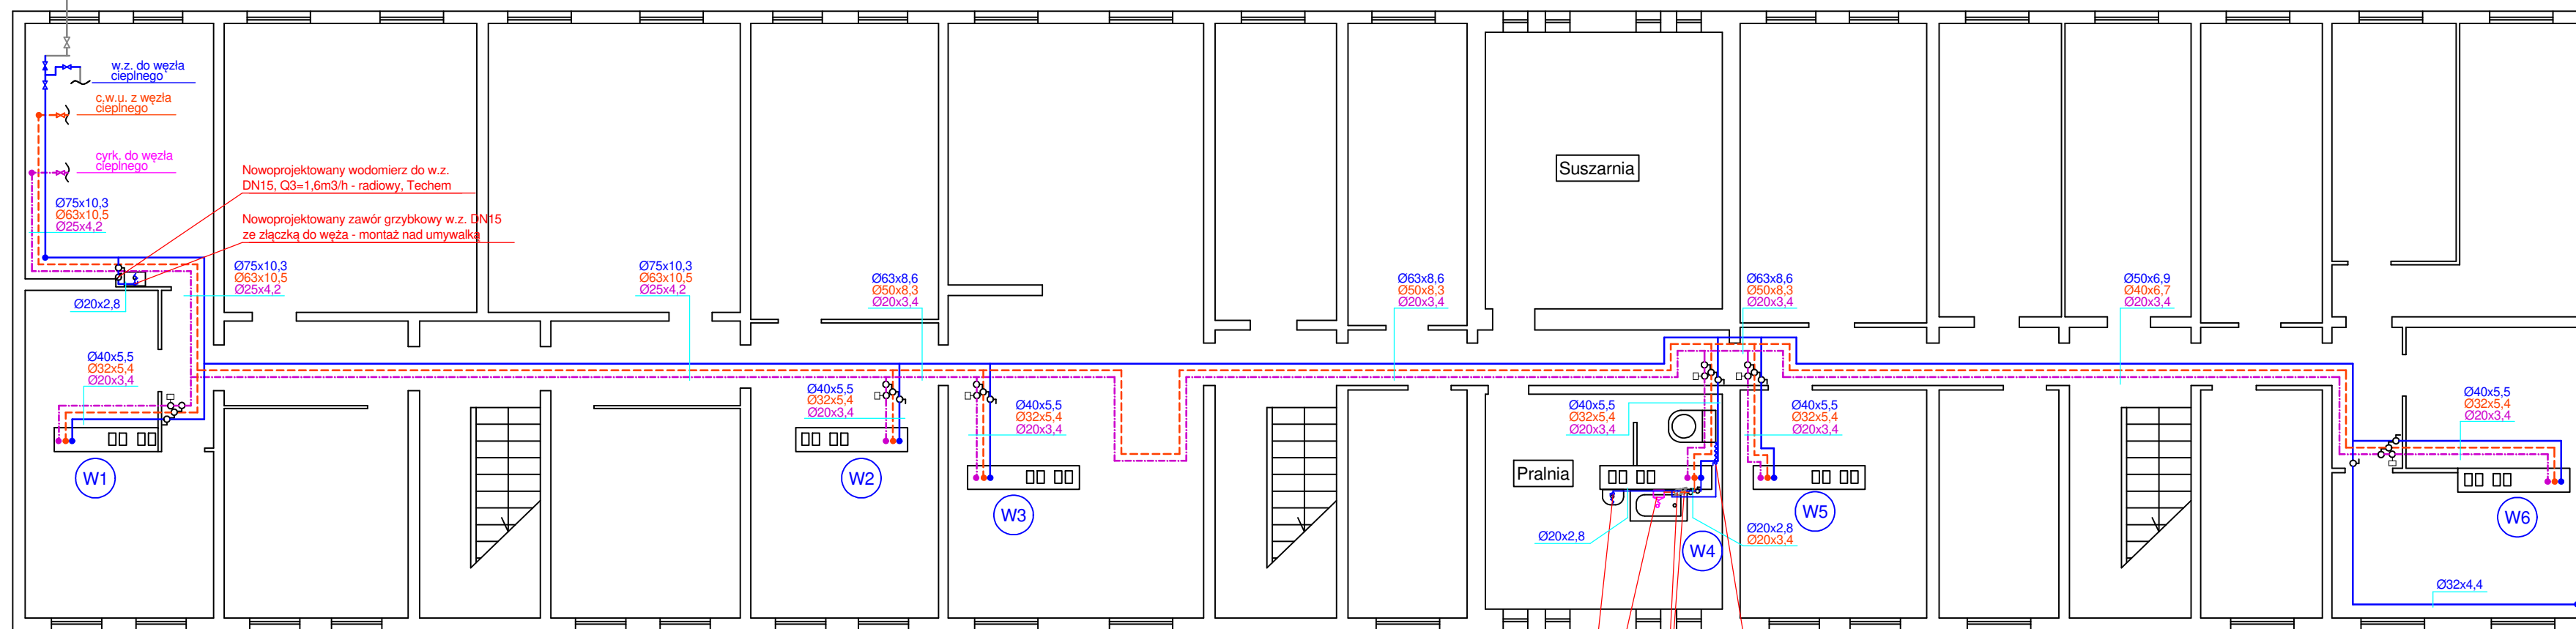 w.z. do węzła
cieplnego
c.w.u. z węzła
cieplnego
cyrk. do węzła
cieplnego
Ø75x10,3
Ø63x10,5
Ø25x4,2
Nowoprojektowany wodomierz do w.z.
DN15, Q3=1,6m3/h - radiowy, Techem
Nowoprojektowany zawór grzybkowy w.z. DN15
ze złączką do węża - montaż nad umywalką
Ø20x2,8
Ø75x10,3
Ø63x10,5
Ø25x4,2
Ø40x5,5
Ø32x5,4
Ø20x3,4
W1
Ø75x10,3
Ø63x10,5
Ø25x4,2
Ø63x8,6
Ø50x8,3
Ø20x3,4
Ø40x5,5
Ø32x5,4
Ø20x3,4
W2
Ø40x5,5
Ø32x5,4
Ø20x3,4
W3
Ø63x8,6
Ø50x8,3
Ø20x3,4
Suszarnia
Ø40x5,5
Ø32x5,4
Ø20x3,4
Pralnia
Ø20x2,8
W4
Ø63x8,6
Ø50x8,3
Ø20x3,4
Ø40x5,5
Ø32x5,4
Ø20x3,4
W5
Ø20x2,8
Ø20x3,4
Ø50x6,9
Ø40x6,7
Ø20x3,4
Ø40x5,5
Ø32x5,4
Ø20x3,4
W6
Ø32x4,4